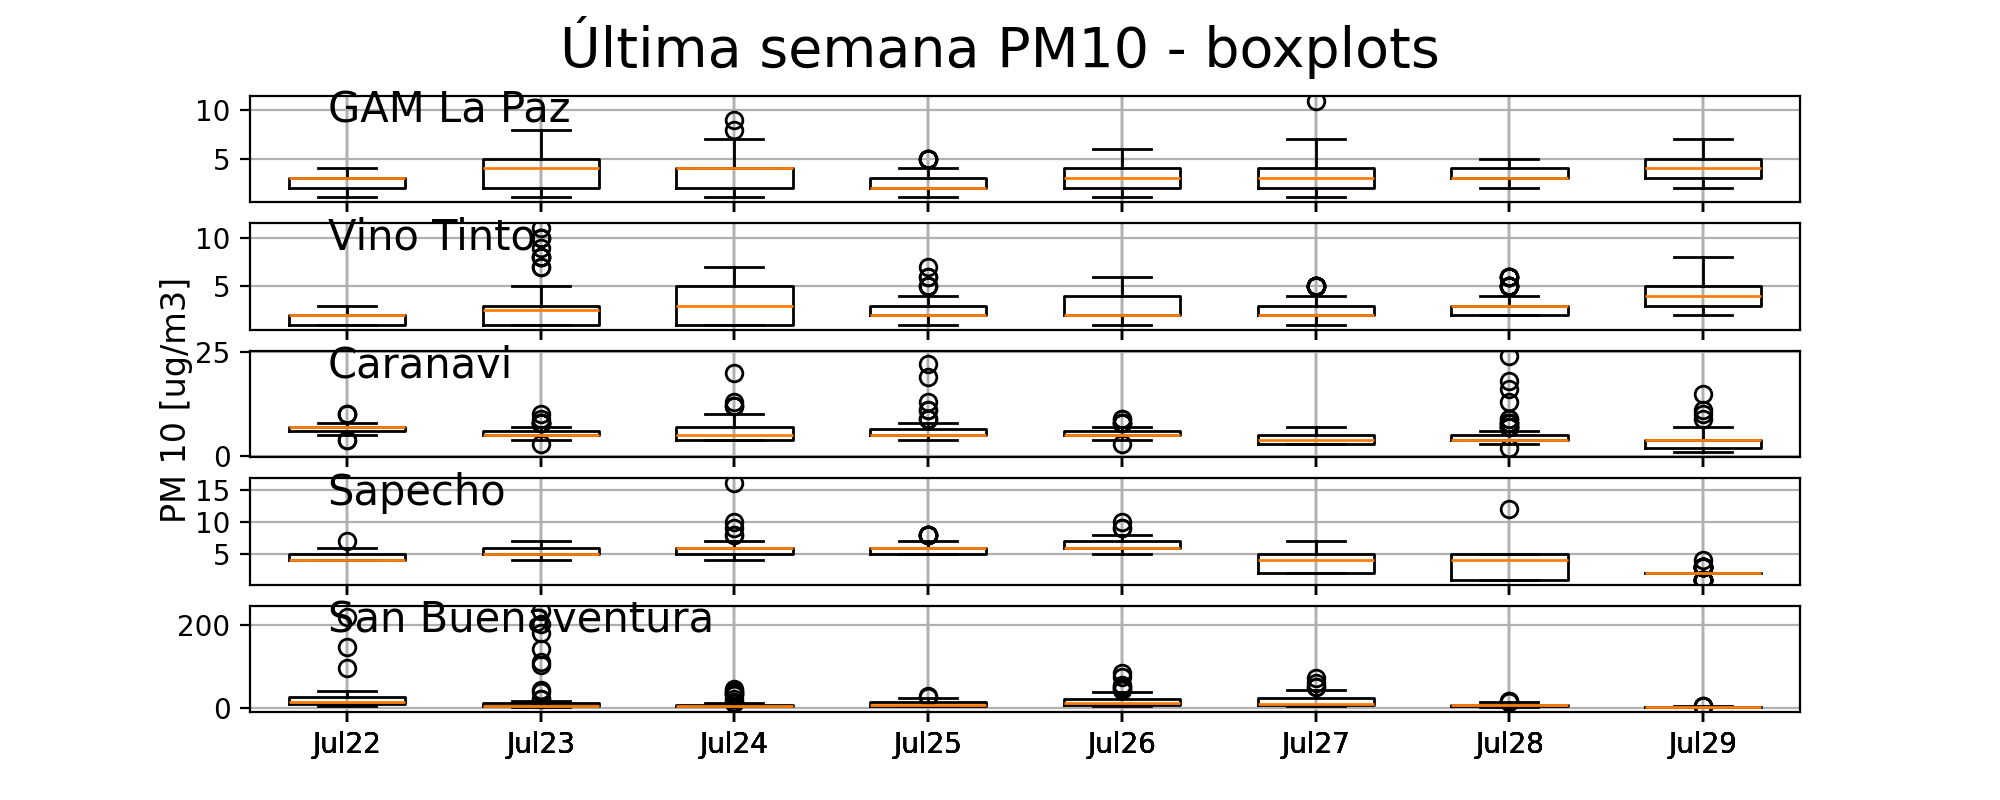 Última semana PM10 - boxplots
GAM La Paz
10
5
Vino Tinto
10
5
PM 10 [ug/m3]
Caranavi
25
0
Sapecho
15
10
5
San Buenaventura
200
0
Jul22 Jul23 Jul24 Jul25 Jul26 Jul27 Jul28 Jul29